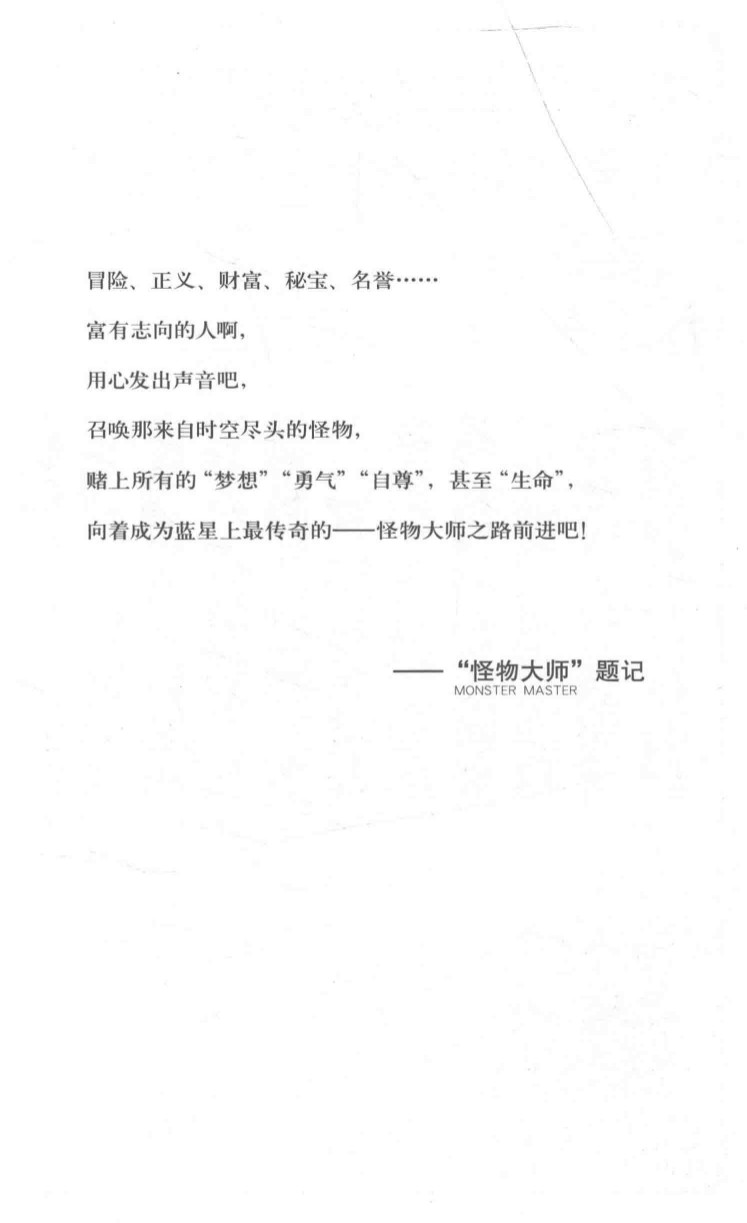 冒险、正义、财富、秘宝、名誉……
富有志向的人啊,
用心发出声音吧,
召唤那来自时空尽头的怪物,
赌上所有的“梦想”“勇气”“自尊”, 甚至“生命”,
向着成为蓝星上最传奇的——怪物大师之路前进吧!
——“怪物大师”题记
MONSTER MASTER